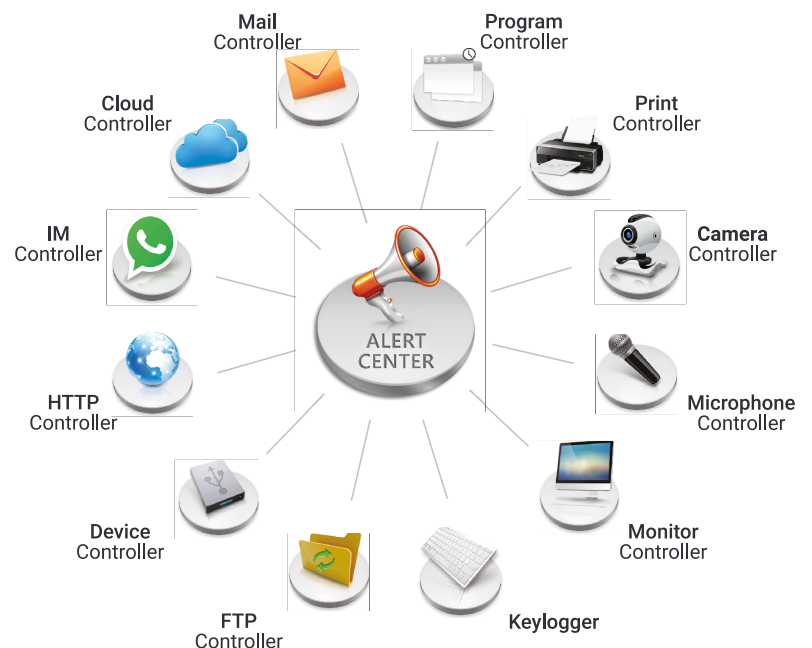 Mail
Controller
Program
Controller
Cloud
Controller
Print
Controller
IM
Controller
Camera
Controller
ALERT
CENTER
HTTP
Controller
Microphone
Controller
Device
Controller
Monitor
Controller
FTP
Controller
Keylogger